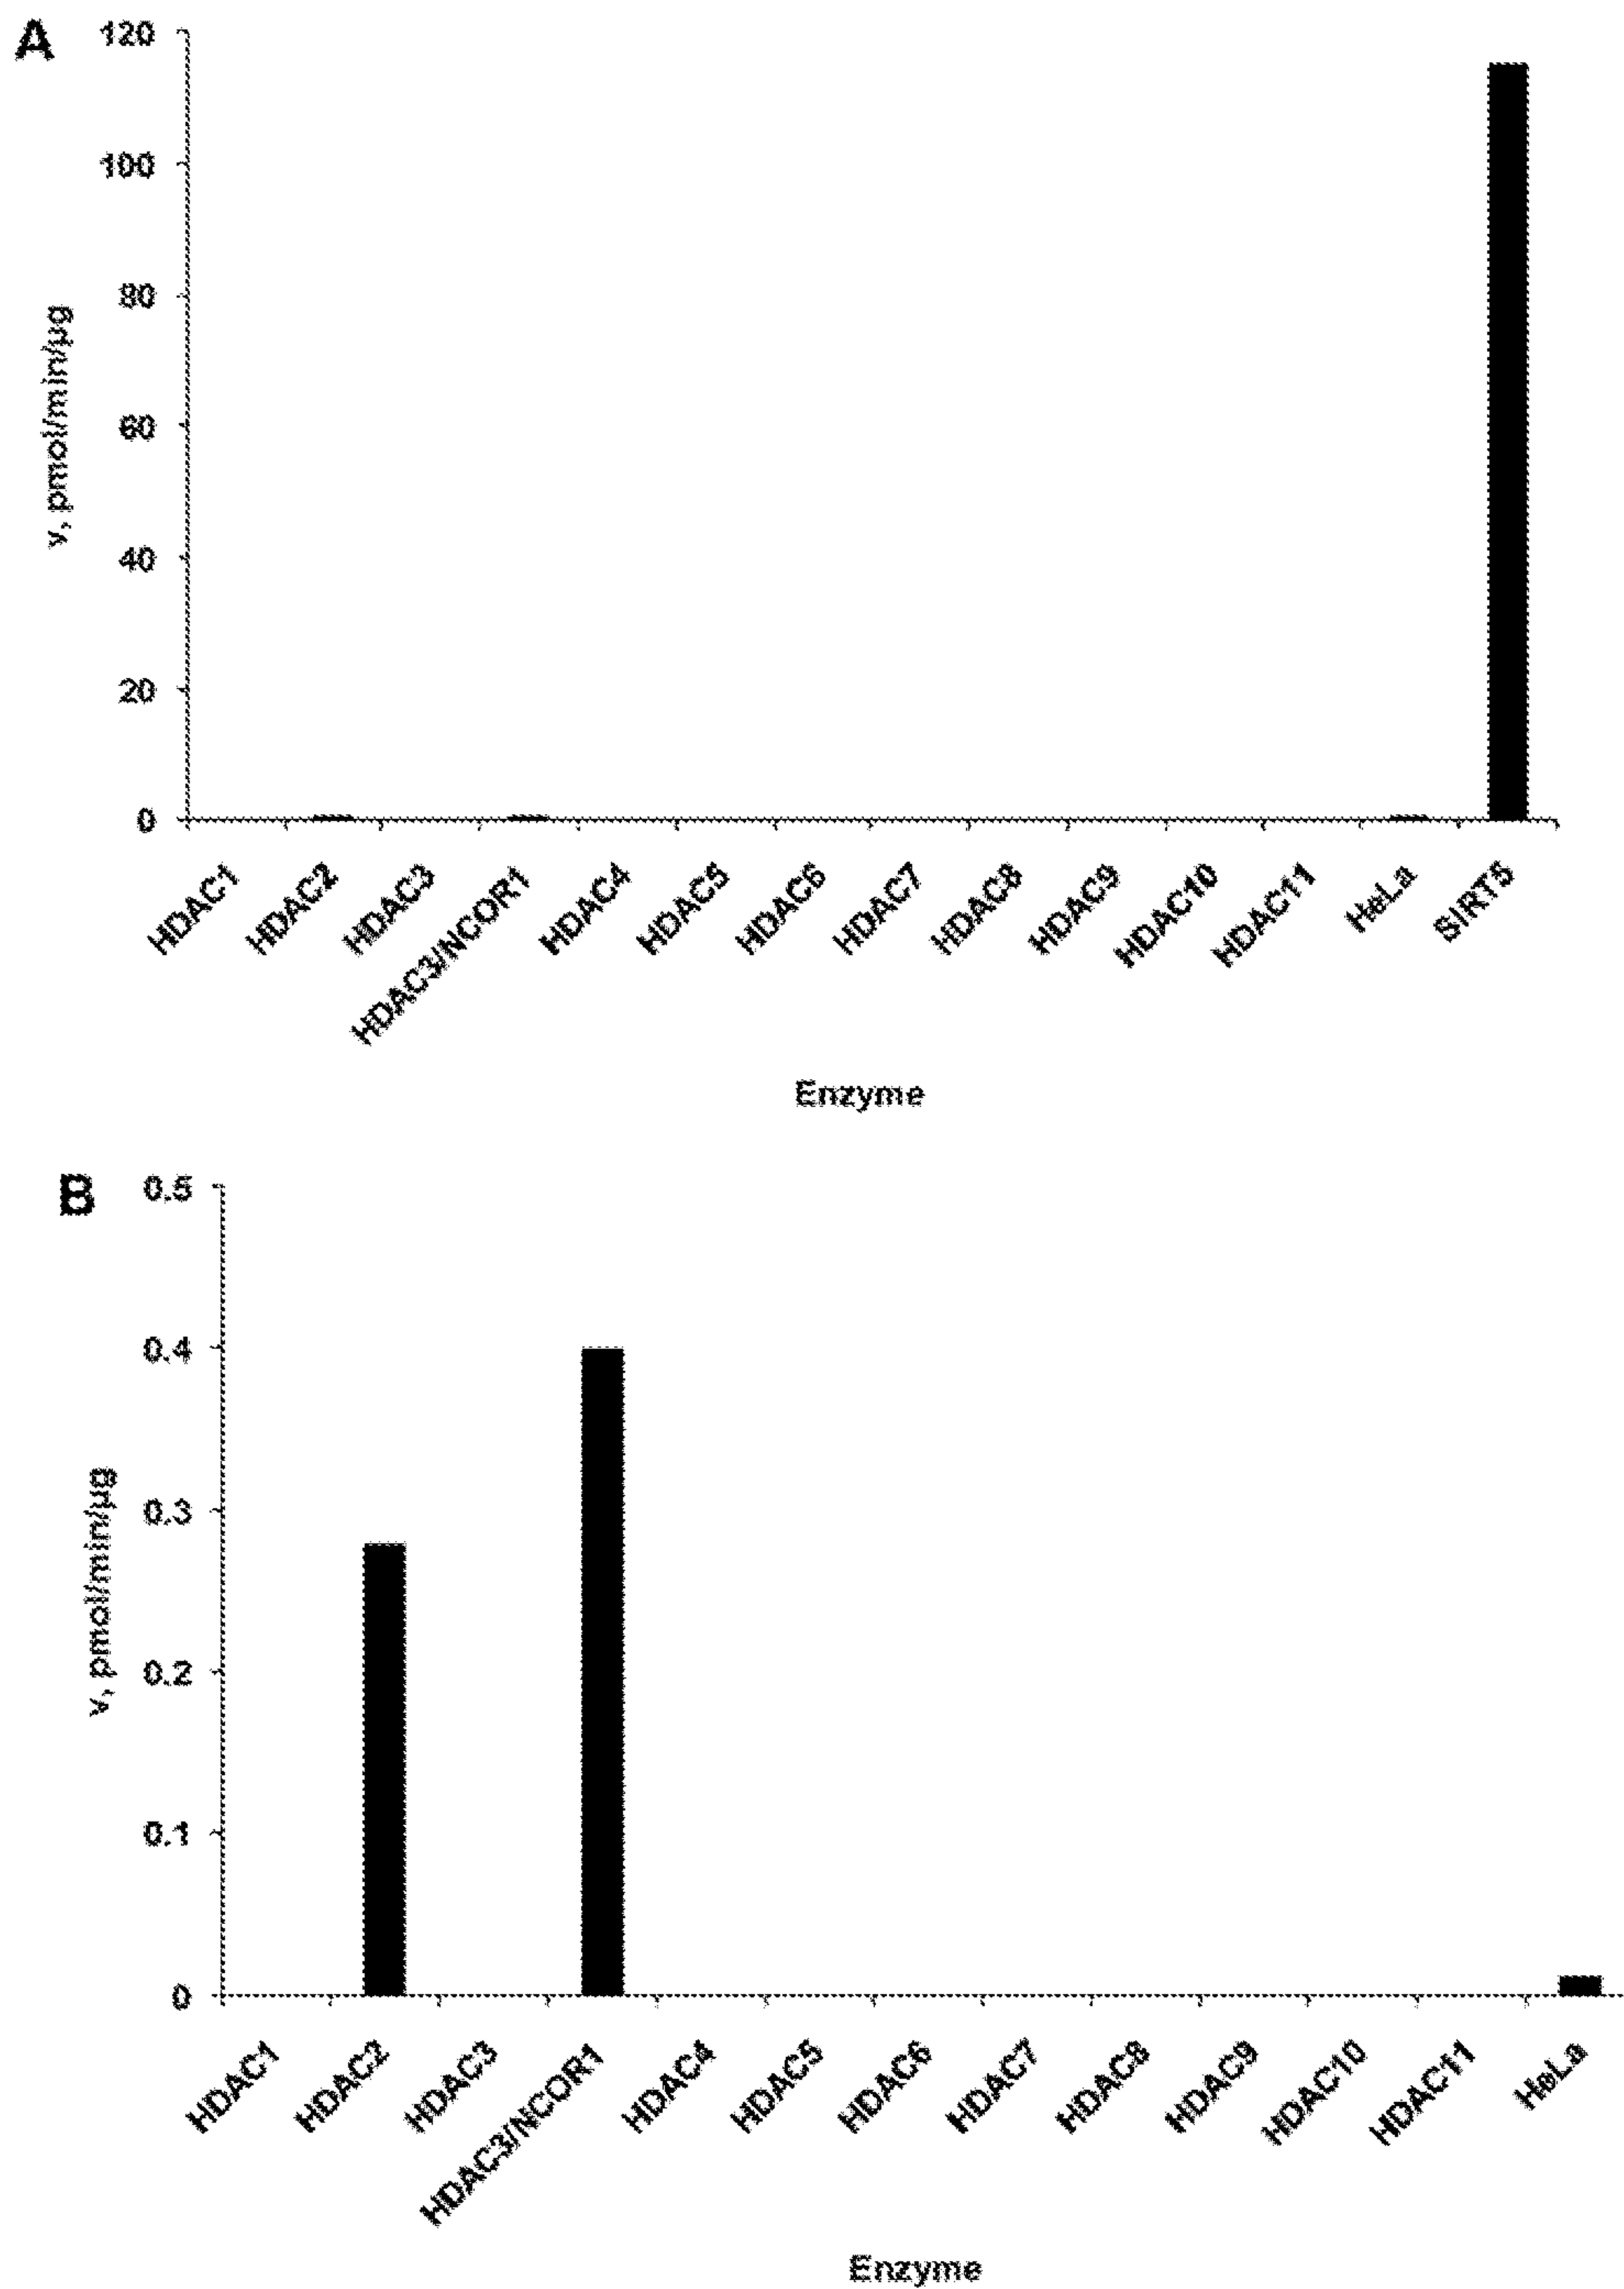 A
120
100
80
60
40
20
0
v, pmol/min/µg
HDAC1
HDAC2
HDAC3
HDAC3/NCOR1
HDAC4
HDAC5
HDAC6
HDAC7
HDAC8
HDAC9
HDAC10
HDAC11
HeLa
SIRT5
Enzyme
B
0.5
0.4
0.3
0.2
0.1
0
v, pmol/min/µg
HDAC1
HDAC2
HDAC3
HDAC3/NCOR1
HDAC4
HDAC5
HDAC6
HDAC7
HDAC8
HDAC9
HDAC10
HDAC11
HeLa
Enzyme